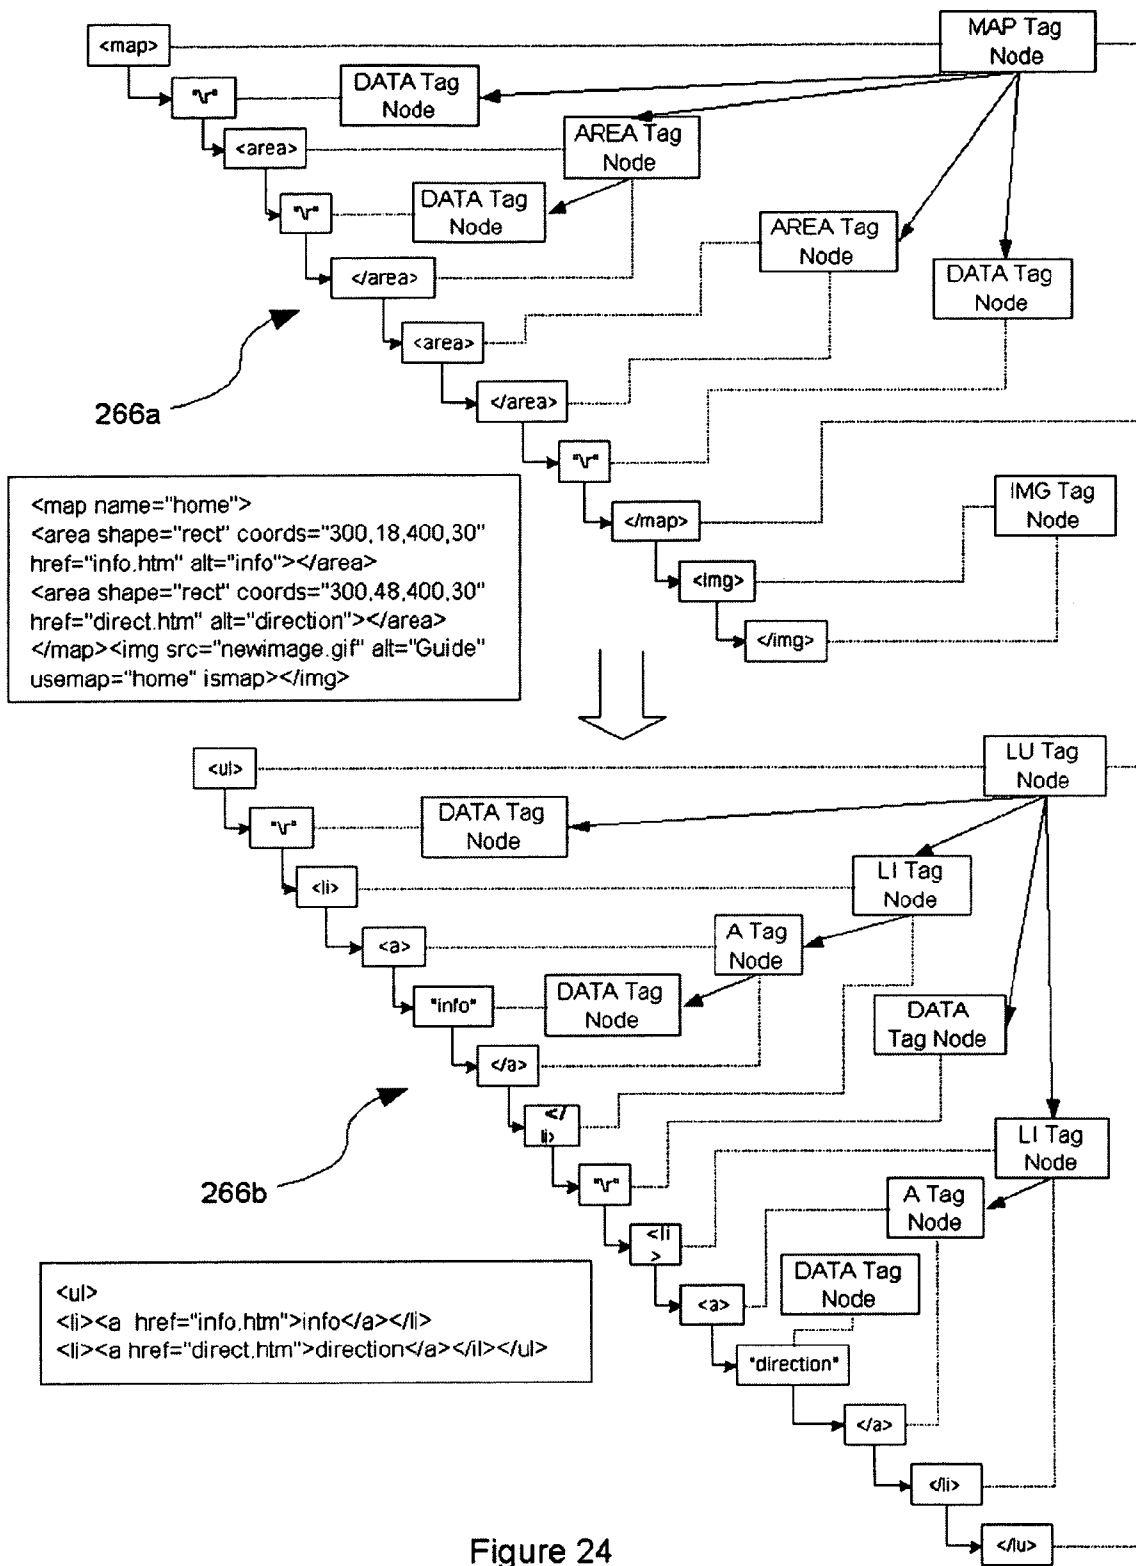 <map>
MAP Tag
Node
"\r"
DATA Tag
Node
<area>
AREA Tag
Node
"\r"
DATA Tag
Node
AREA Tag
Node
</area>
DATA Tag
Node
<area>
266a
</area>
"\r"
<map name="home">
<area shape="rect" coords="300,18,400,30"
href="info.htm" alt="info"></area>
<area shape="rect" coords="300,48,400,30"
href="direct.htm" alt="direction"></area>
</map><img src="newimage.gif" alt="Guide"
usemap="home" ismap></img>
</map>
IMG Tag
Node
<img>
</img>
<ul>
LU Tag
Node
"\r"
DATA Tag
Node
<li>
LI Tag
Node
<a>
A Tag
Node
"info"
DATA Tag
Node
DATA
Tag Node
</a>
</
li>
LI Tag
Node
266b
"\r"
A Tag
Node
<li
>
<ul>
<li><a href="info.htm">info</a></li>
<li><a href="direct.htm">direction</a></il></ul>
DATA Tag
Node
<a>
"direction"
</a>
</li>
</lu>
Figure 24